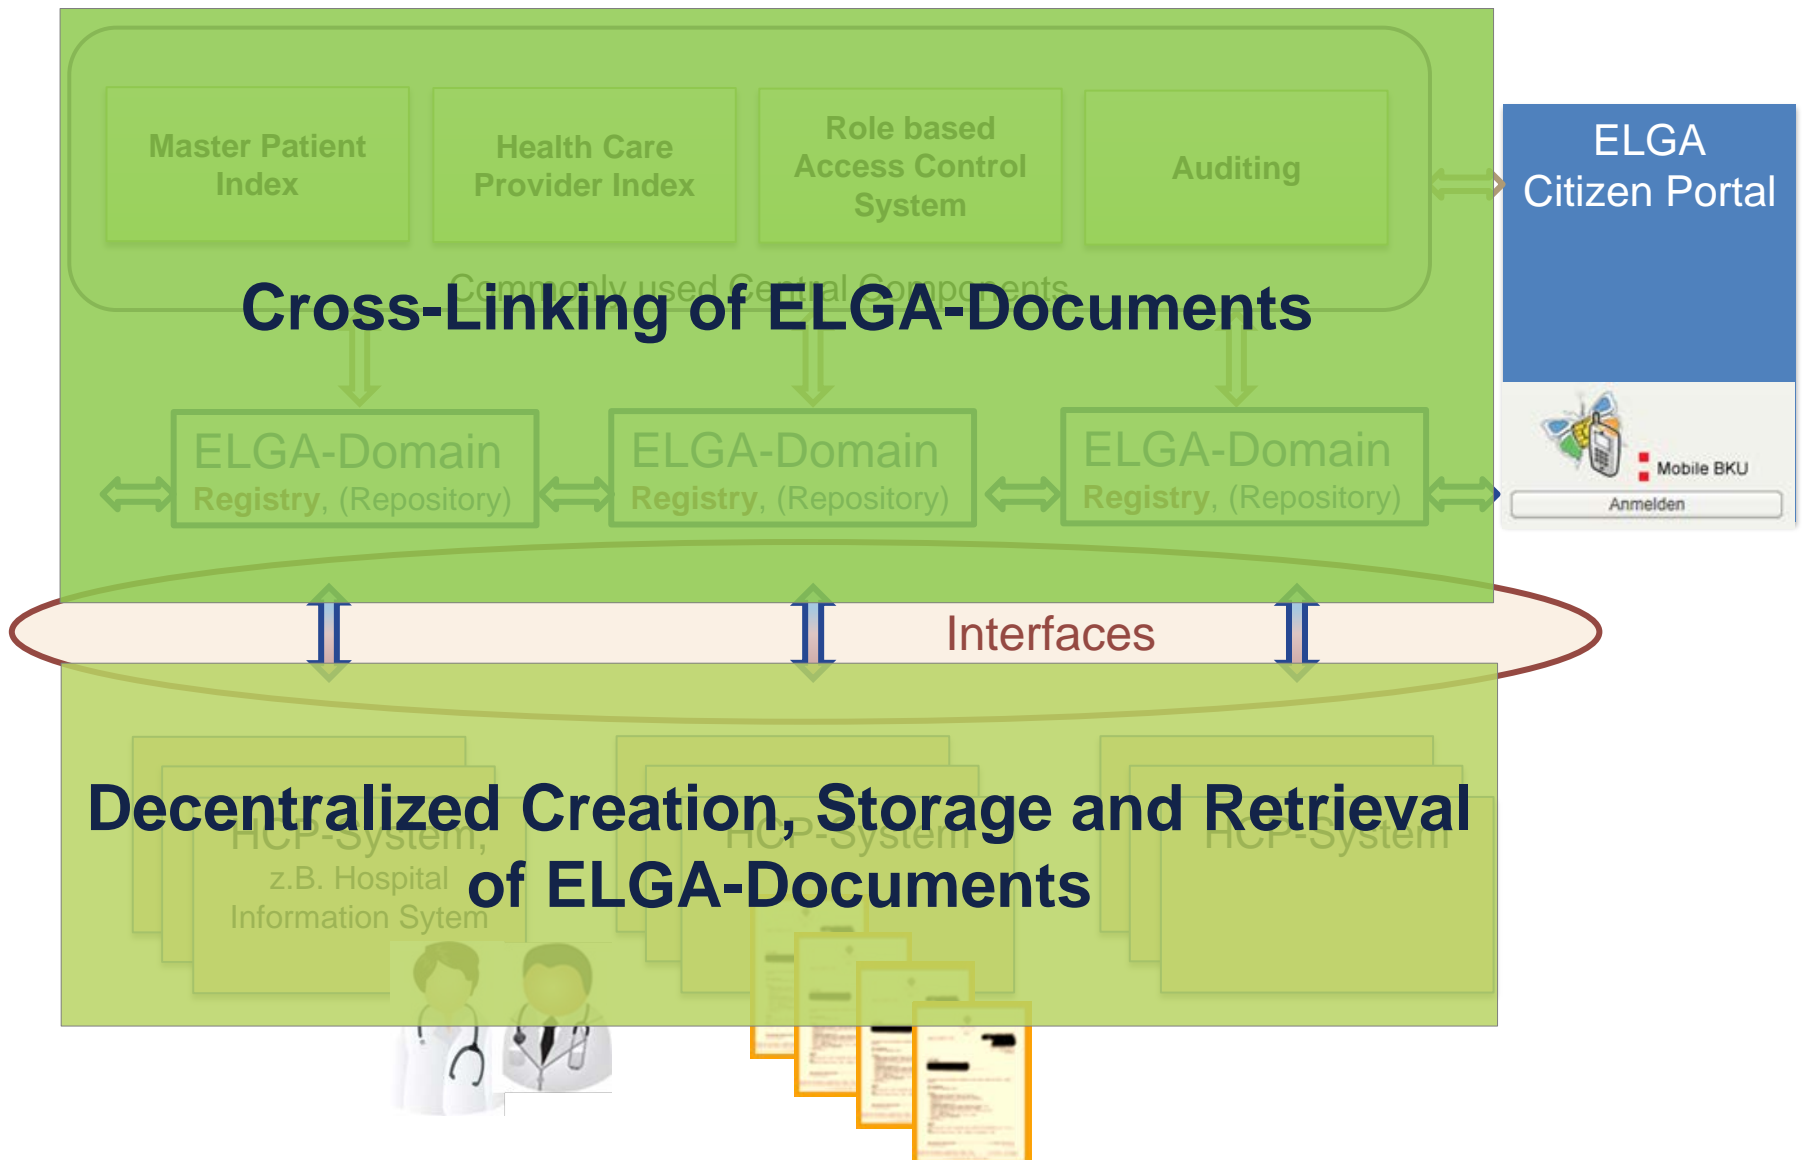 Master Patient
Index
Health Care
Provider Index
Role based
Access Control
System
Auditing
Commonly used Central Components
Cross-Linking of ELGA-Documents
ELGA
Citizen Portal
Mobile BKU
Anmelden
ELGA-Domain
Registry, (Repository)
ELGA-Domain
Registry, (Repository)
ELGA-Domain
Registry, (Repository)
Interfaces
Decentralized Creation, Storage and Retrieval
of ELGA-Documents
HCP-System,
z.B. Hospital
Information Sytem
HCP-System
HCP-System